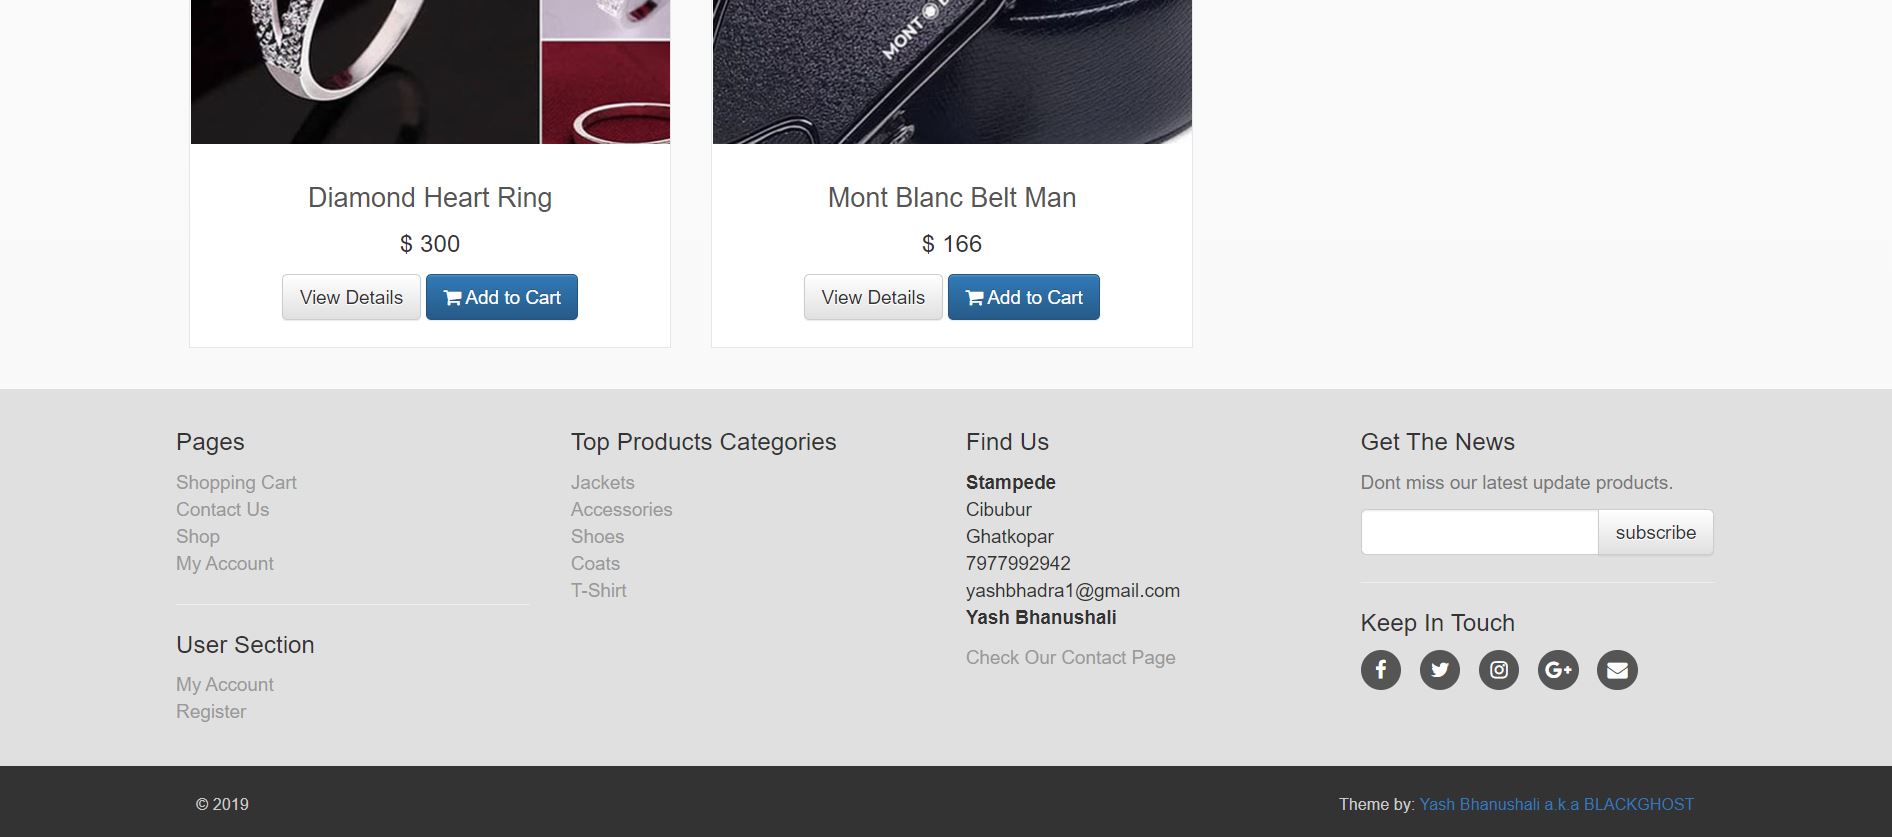 MONT BL
Diamond Heart Ring
$ 300
View Details
Add to Cart
Mont Blanc Belt Man
$ 166
View Details
Add to Cart
Pages
Shopping Cart
Contact Us
Shop
My Account
User Section
My Account
Register
Top Products Categories
Jackets
Accessories
Shoes
Coats
T-Shirt
Find Us
Stampede
Cibubur
Ghatkopar
7977992942
yashbhadra1@gmail.com
Yash Bhanushali
Check Our Contact Page
Get The News
Dont miss our latest update products.
subscribe
Keep In Touch
© 2019
Theme by: Yash Bhanushali a.k.a BLACKGHOST